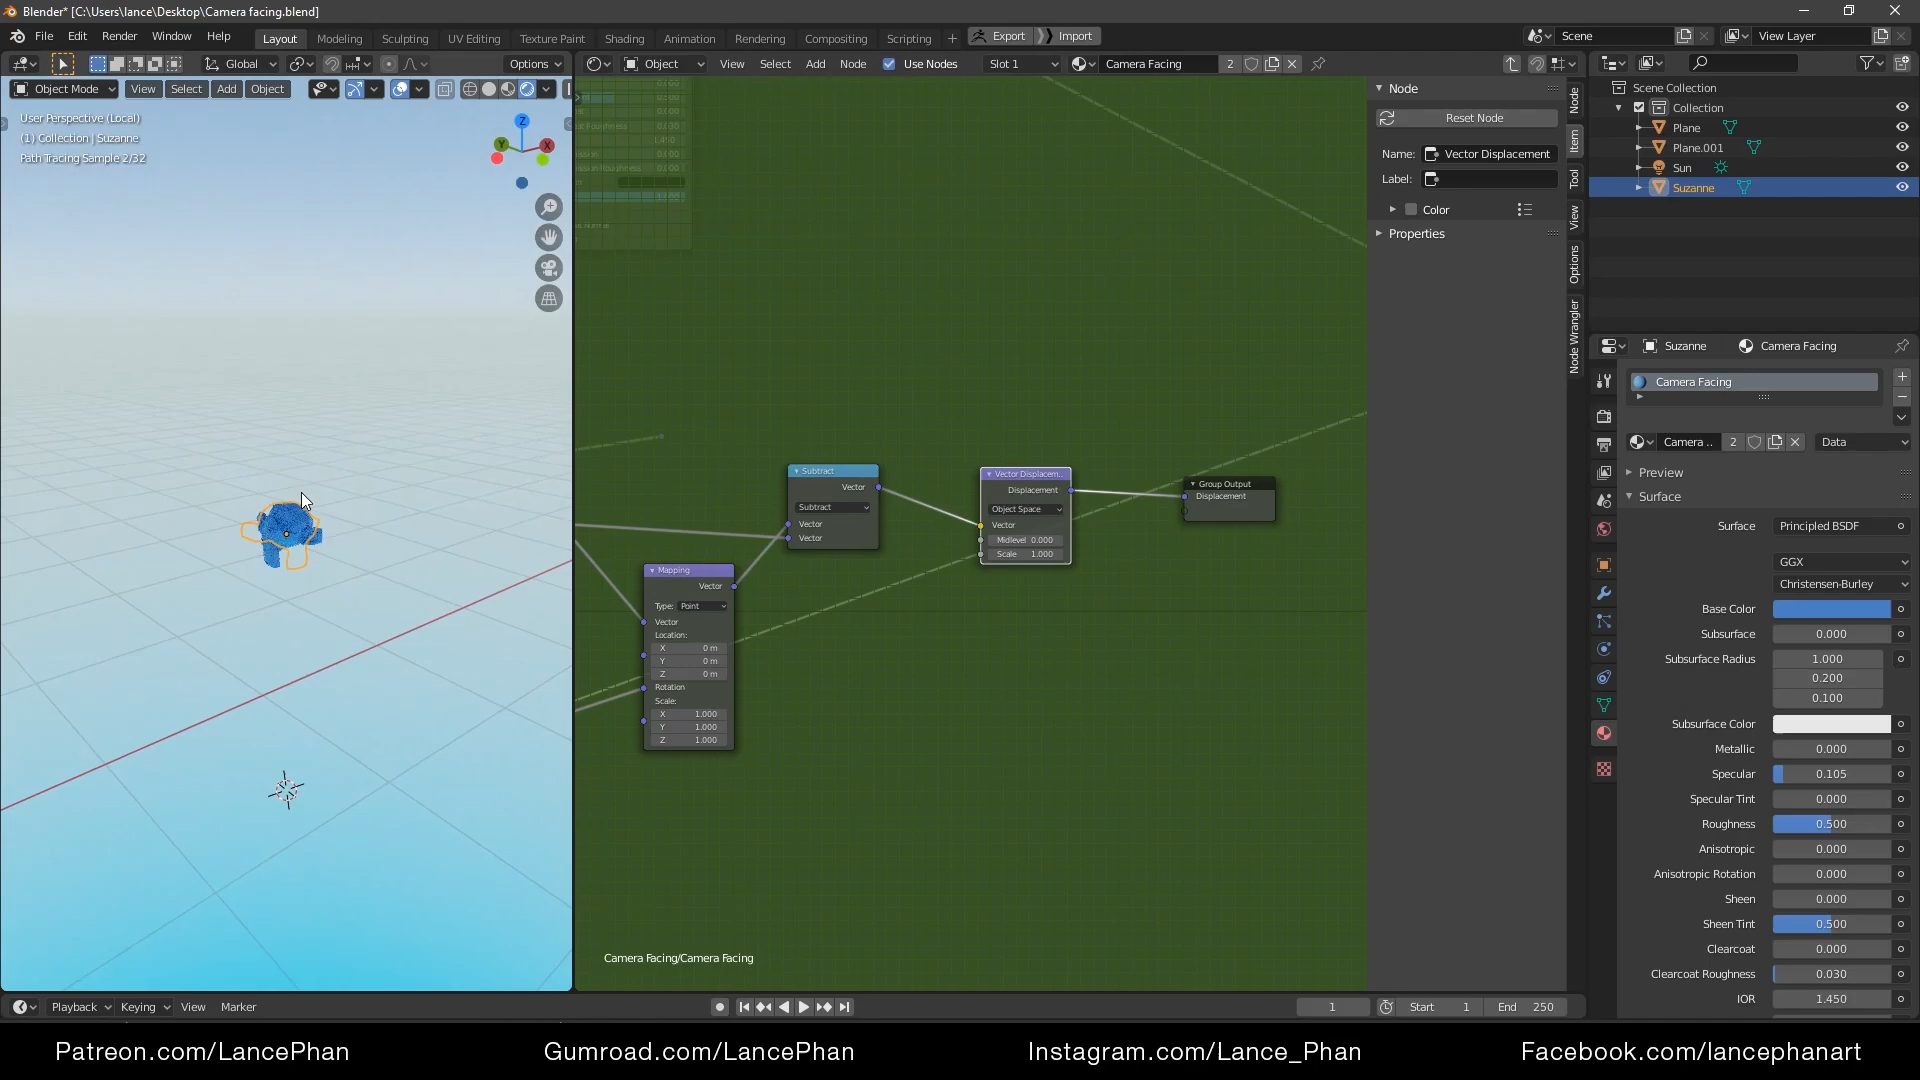 Blender* [C:\Users\lance\Desktop\Camera facing.blend]
File Edit Render Window Help
Layout Modeling Sculpting UV Editing Texture Paint Shading Animation Rendering Compositing Scripting
Export Import
Scene
View Layer
Global
Options
Object
View Select Add Node
Use Nodes
Slot 1
Camera Facing
2
Object Mode
View Select Add Object
User Perspective (Local)
(1) Collection | Suzanne
Path Tracing Sample 2/32
Z
Y
X
Subtract
Vector
Subtract
Vector
Vector
Mapping
Vector
Type: Point
Vector
Location:
X 0 m
Y 0 m
Z 0 m
Rotation
Scale:
X 1.000
Y 1.000
Z 1.000
Vector Displacem..
Displacement
Object Space
Vector
Midlevel 0.000
Scale 1.000
Group Output
Displacement
Camera Facing/Camera Facing
Node
Reset Node
Name: Vector Displacement
Label:
Color
Properties
Node
Item
Tool
View
Options
Node Wrangler
Scene Collection
Collection
Plane
Plane.001
Sun
Suzanne
Suzanne
Camera Facing
Camera Facing
Camera .. 2
Data
Preview
Surface
Surface Principled BSDF
GGX
Christensen-Burley
Base Color
Subsurface 0.000
Subsurface Radius 1.000
0.200
0.100
Subsurface Color
Metallic 0.000
Specular 0.105
Specular Tint 0.000
Roughness 0.500
Anisotropic 0.000
Anisotropic Rotation 0.000
Sheen 0.000
Sheen Tint 0.500
Clearcoat 0.000
Clearcoat Roughness 0.030
IOR 1.450
Playback Keying View Marker
1
Start 1
End 250
Patreon.com/LancePhan
Gumroad.com/LancePhan
Instagram.com/Lance_Phan
Facebook.com/lancephanart